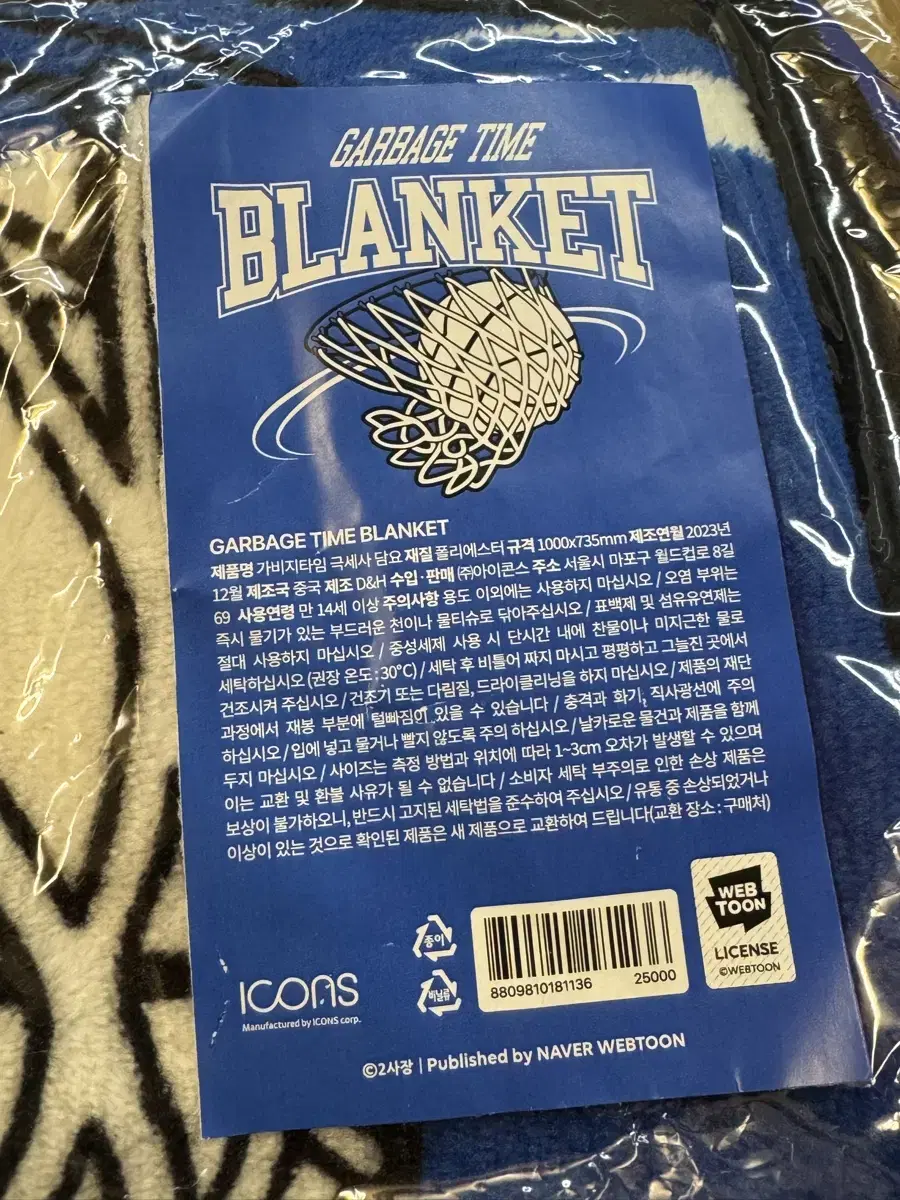 GARBAGE TIME
BLANKET
GARBAGE TIME BLANKET
제품명 가비지타임 극세사 담요 재질 폴리에스터 규격 1000x735mm 제조연월 2023년
12월 제조국 중국 제조 D&H 수입·판매 ㈜아이콘스 주소 서울시 마포구 월드컵로 8길
69 사용연령 만 14세 이상 주의사항 용도 이외에는 사용하지 마십시오 / 오염 부위는
즉시 물기가 있는 부드러운 천이나 물티슈로 닦아주십시오 / 표백제 및 섬유유연제는
절대 사용하지 마십시오 / 중성세제 사용 시 단시간 내에 찬물이나 미지근한 물로
세탁하십시오 (권장 온도 : 30°C) / 세탁 후 비틀어 짜지 마시고 평평하고 그늘진 곳에서
건조시켜 주십시오 / 건조기 또는 다림질, 드라이클리닝을 하지 마십시오 / 제품의 재단
과정에서 재봉 부분에 털빠짐이 있을 수 있습니다 / 충격과 화기, 직사광선에 주의
하십시오 / 입에 넣고 물거나 빨지 않도록 주의 하십시오 / 날카로운 물건과 제품을 함께
두지 마십시오 / 사이즈는 측정 방법과 위치에 따라 1~3cm 오차가 발생할 수 있으며
이는 교환 및 환불 사유가 될 수 없습니다 / 소비자 세탁 부주의로 인한 손상 제품은
보상이 불가하오니, 반드시 고지된 세탁법을 준수하여 주십시오 / 유통 중 손상되었거나
이상이 있는 것으로 확인된 제품은 새 제품으로 교환하여 드립니다(교환 장소 : 구매처)
WEB
TOON
LICENSE
©WEBTOON
종이
비닐류
8809810181136 25000
ICONS
Manufactured by ICONS corp.
©2사장 | Published by NAVER WEBTOON